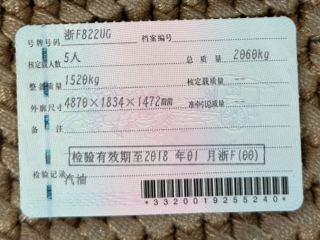 号牌号码 浙F822UG 档案编号
核定载人数 5人 总质量 2060kg
整备质量 1520kg 核定载质量 --
外廓尺寸 4870×1834×1472mm 准牵引总质量 --
备注
检验有效期至2018年01月浙F(00)
检验记录 汽油
*3320019255240*